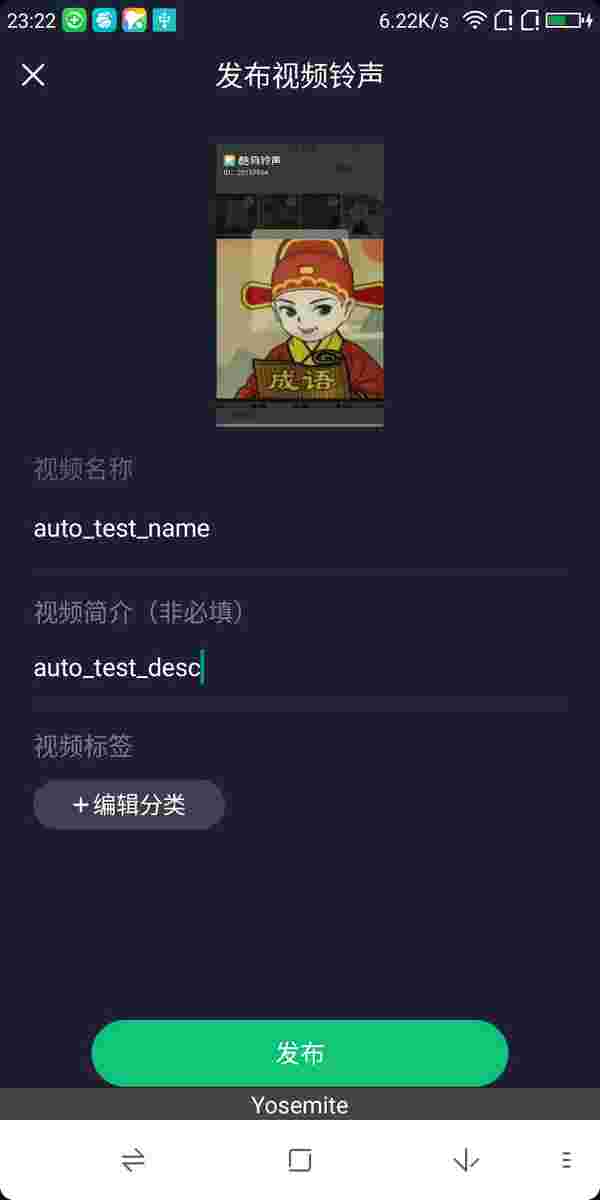 23:22
6.22K/s
发布视频铃声
酷狗铃声
成语
视频名称
auto_test_name
视频简介（非必填）
auto_test_desc
视频标签
+编辑分类
发布
Yosemite